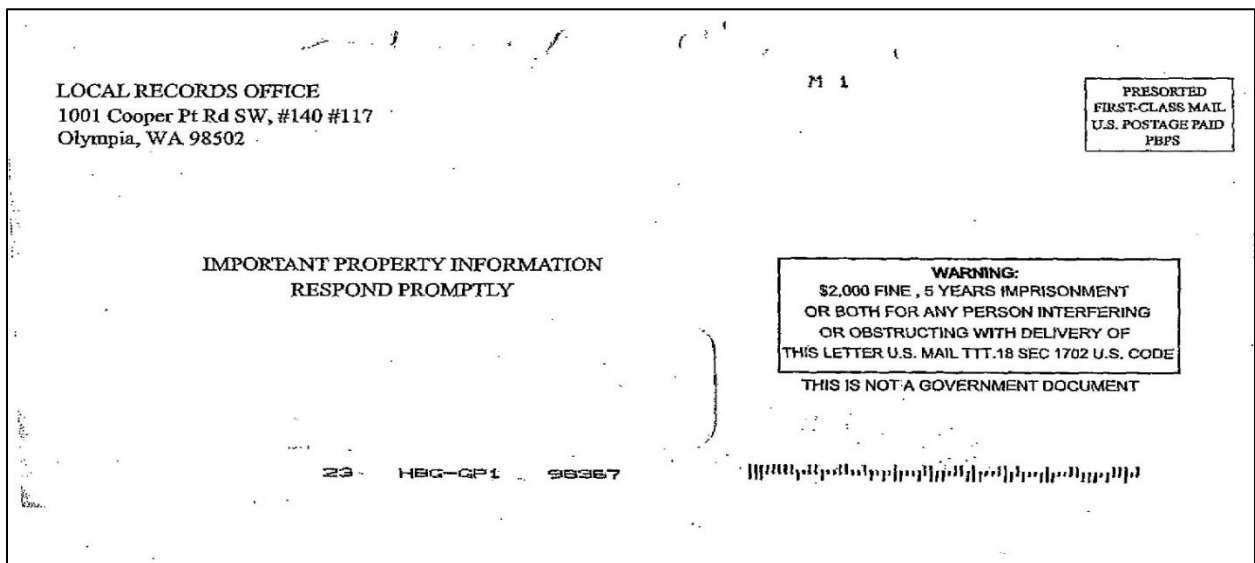 LOCAL RECORDS OFFICE
1001 Cooper Pt Rd SW, #140 #117
Olympia, WA 98502
M 1
PRESORTED
FIRST-CLASS MAIL
U.S. POSTAGE PAID
PBPS
IMPORTANT PROPERTY INFORMATION
RESPOND PROMPTLY
WARNING:
$2,000 FINE , 5 YEARS IMPRISONMENT
OR BOTH FOR ANY PERSON INTERFERING
OR OBSTRUCTING WITH DELIVERY OF
THIS LETTER U.S. MAIL TTT.18 SEC 1702 U.S. CODE
THIS IS NOT A GOVERNMENT DOCUMENT
23 HBG-GP1 98367